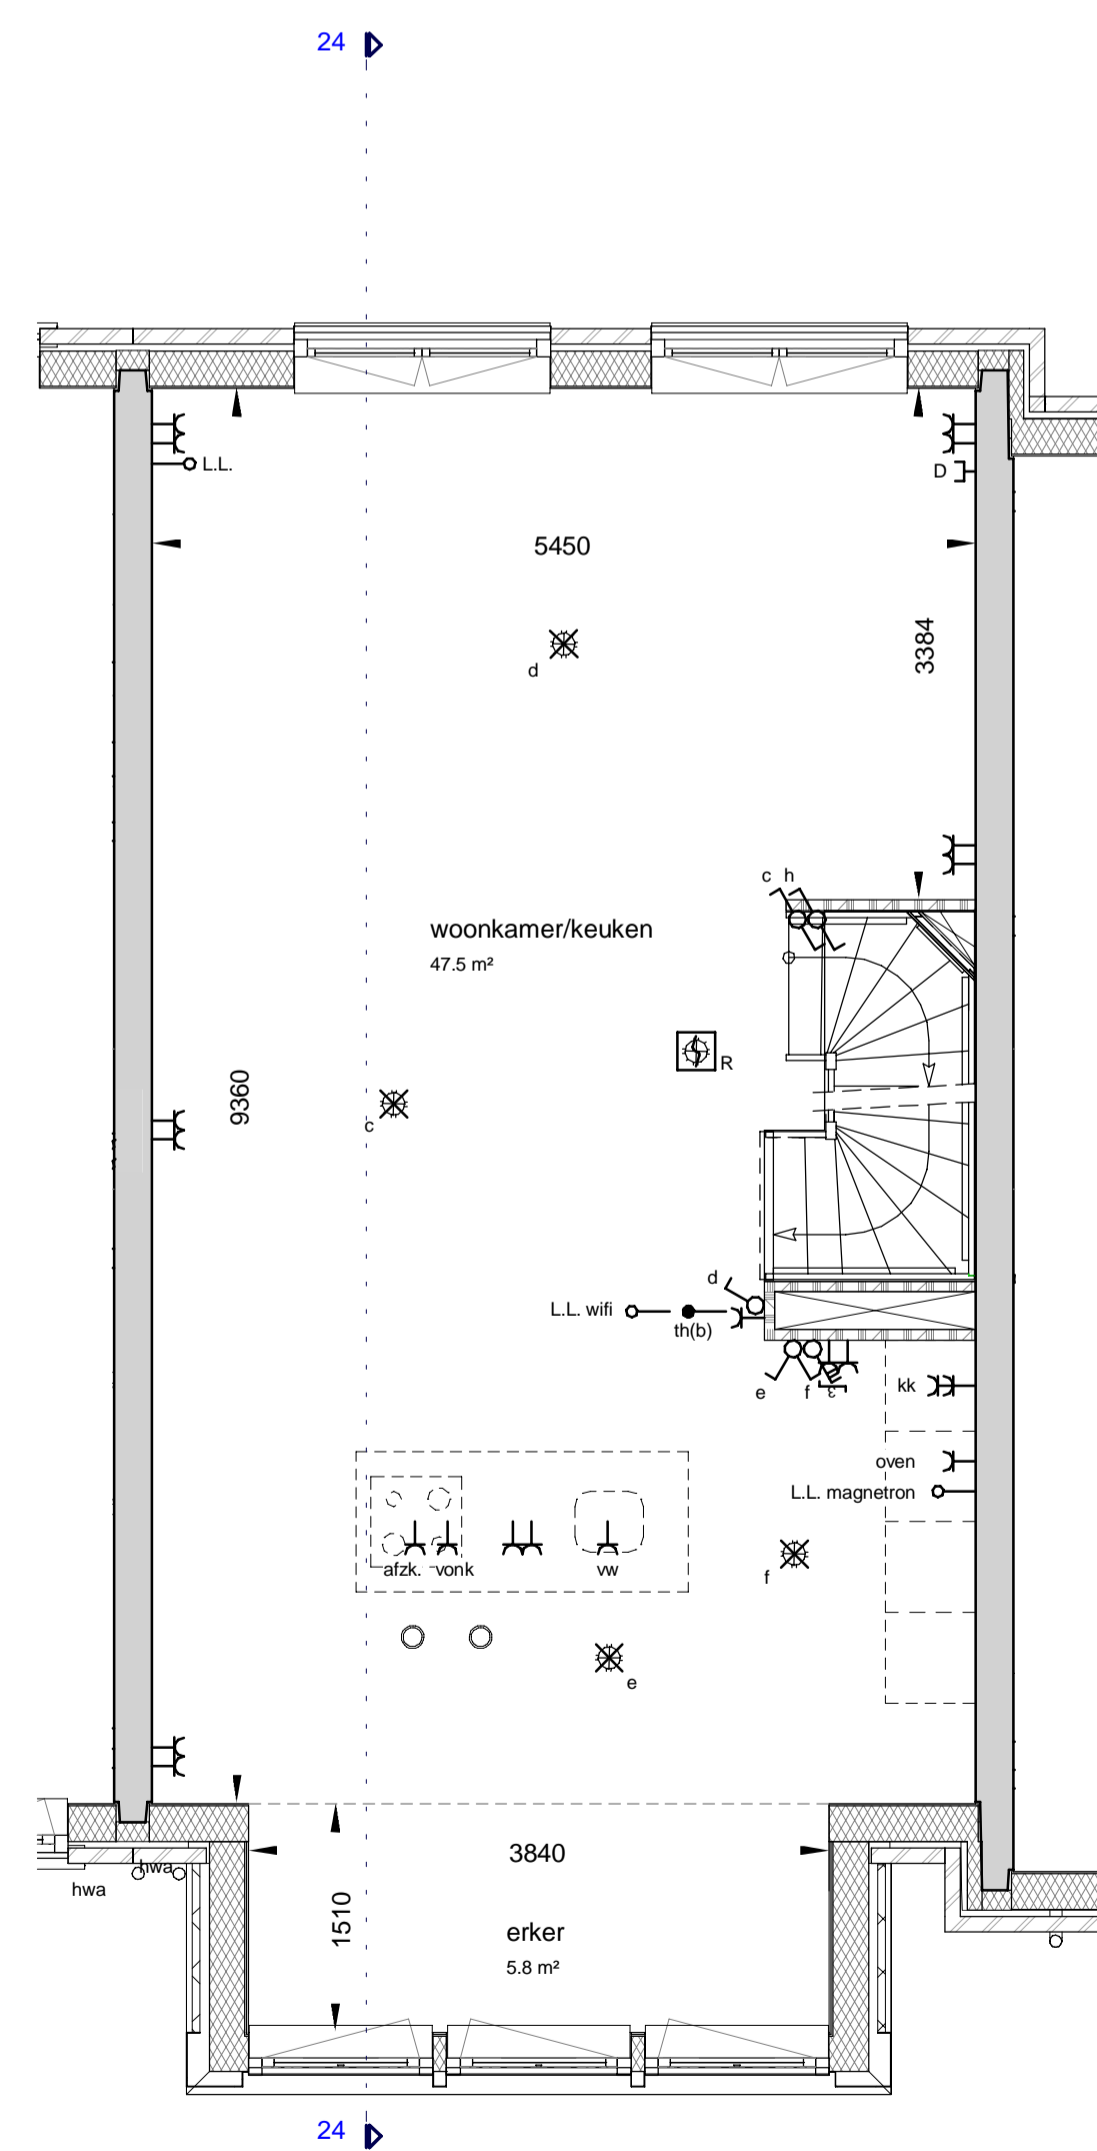 24
L.L.
D
5450
3384
d
c h
woonkamer/keuken
47.5 m²
R
9360
c
d
L.L. wifi
th(b)
e f 3
kk
oven
L.L. magnetron
afzk. vonk vw
f
e
3840
hwa
hwa
1510
erker
5.8 m²
24